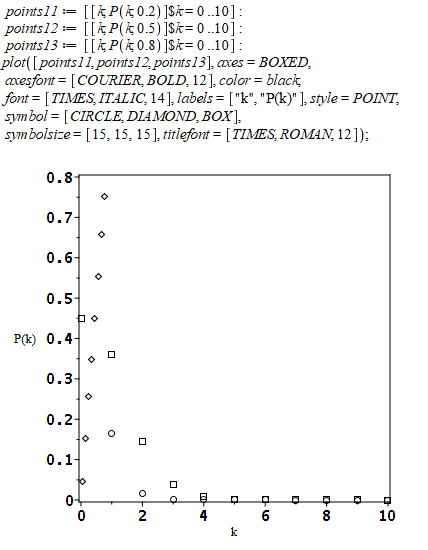 points11 := [[k, P(k, 0.2)]$k = 0 ..10] :
points12 := [[k, P(k, 0.5)]$k = 0 ..10] :
points13 := [[k, P(k, 0.8)]$k = 0 ..10] :
plot([points11, points12, points13], axes = BOXED,
axesfont = [COURIER, BOLD, 12], color = black,
font = [TIMES, ITALIC, 14], labels = ["k", "P(k)"], style = POINT,
symbol = [CIRCLE, DIAMOND, BOX],
symbolsize = [15, 15, 15], titlefont = [TIMES, ROMAN, 12]);
0.8
0.7
0.6
0.5
P(k) 0.4
0.3
0.2
0.1
0
0 2 4 6 8 10
k